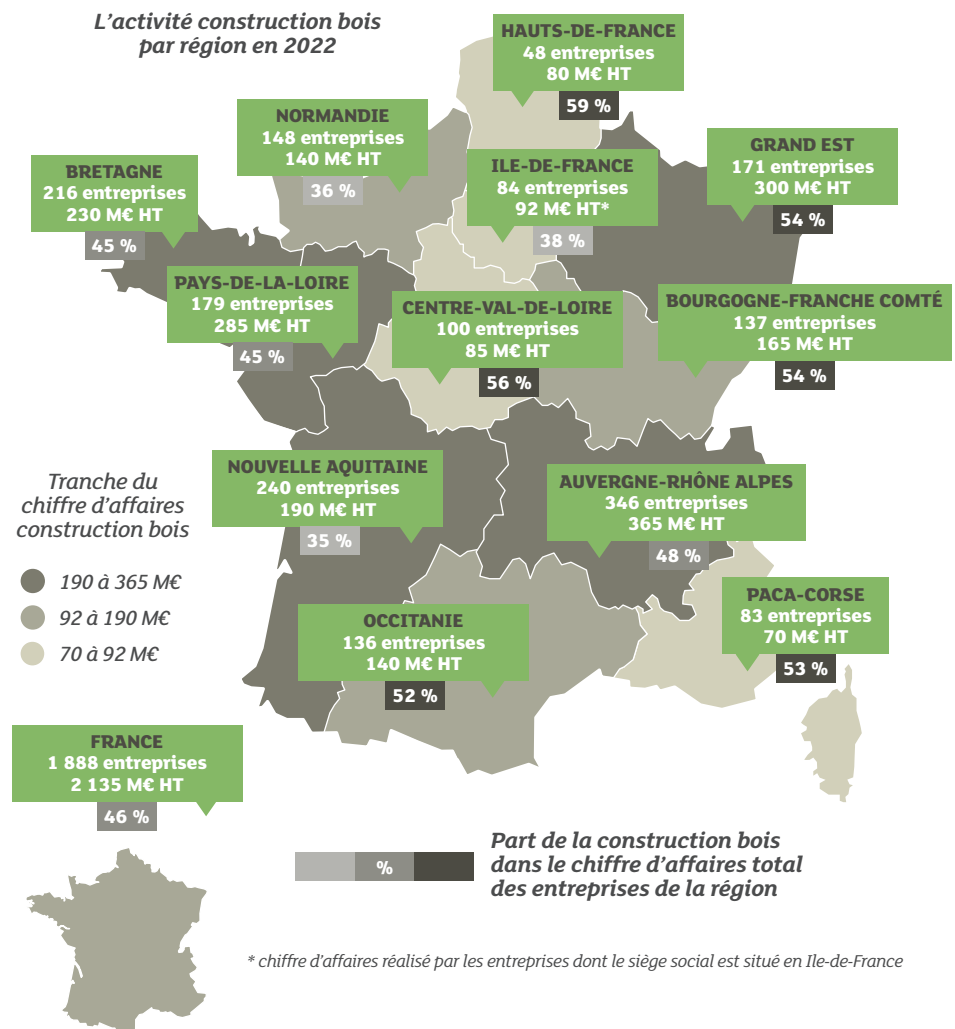 L'activité construction bois
par région en 2022
HAUTS-DE-FRANCE
48 entreprises
80 M€ HT
59 %
NORMANDIE
148 entreprises
140 M€ HT
36 %
BRETAGNE
216 entreprises
230 M€ HT
45 %
ILE-DE-FRANCE
84 entreprises
92 M€ HT*
38 %
GRAND EST
171 entreprises
300 M€ HT
54 %
PAYS-DE-LA-LOIRE
179 entreprises
285 M€ HT
45 %
CENTRE-VAL-DE-LOIRE
100 entreprises
85 M€ HT
56 %
BOURGOGNE-FRANCHE COMTÉ
137 entreprises
165 M€ HT
54 %
NOUVELLE AQUITAINE
240 entreprises
190 M€ HT
35 %
AUVERGNE-RHÔNE ALPES
346 entreprises
365 M€ HT
48 %
Tranche du
chiffre d'affaires
construction bois
190 à 365 M€
92 à 190 M€
70 à 92 M€
OCCITANIE
136 entreprises
140 M€ HT
52 %
PACA-CORSE
83 entreprises
70 M€ HT
53 %
FRANCE
1 888 entreprises
2 135 M€ HT
46 %
%
Part de la construction bois
dans le chiffre d'affaires total
des entreprises de la région
* chiffre d'affaires réalisé par les entreprises dont le siège social est situé en Ile-de-France